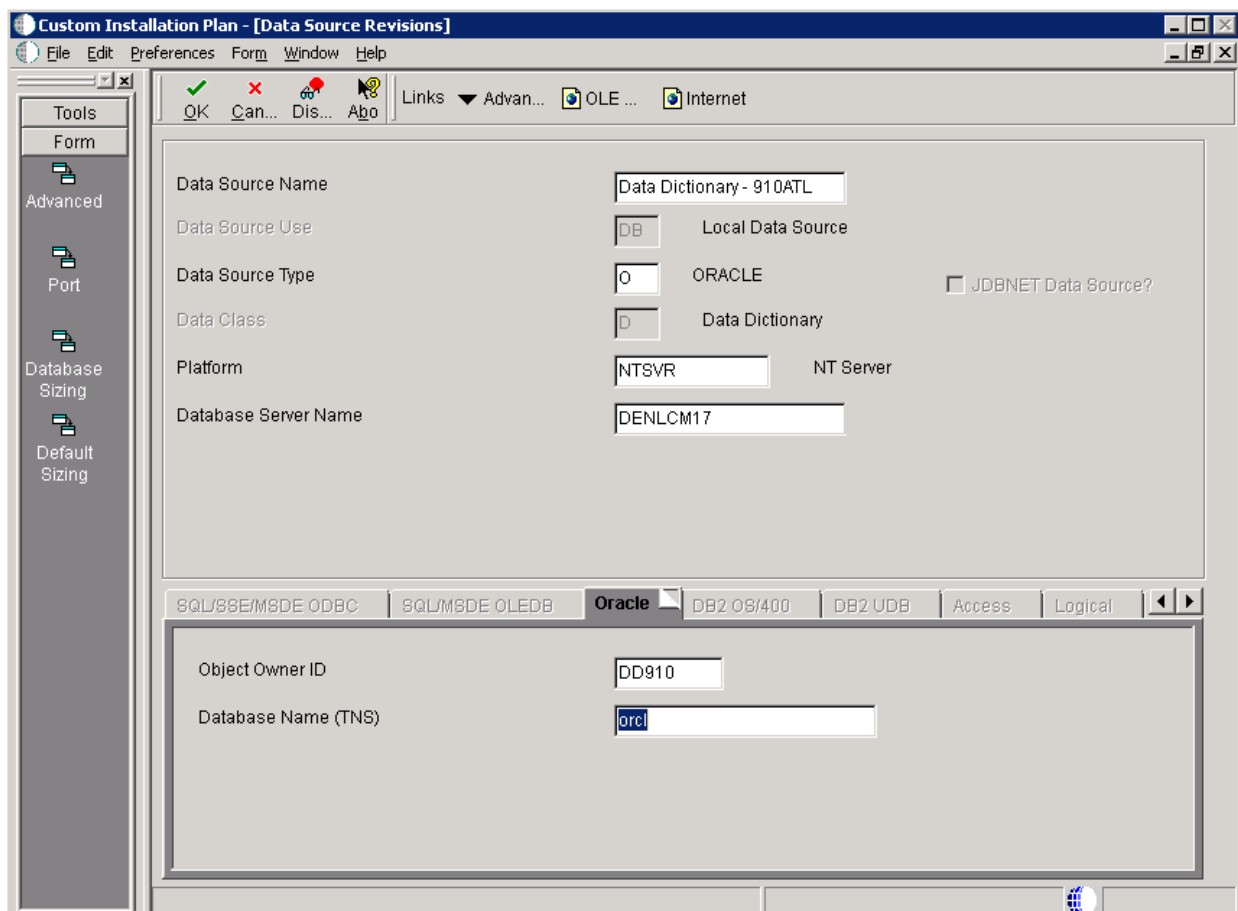 Custom Installation Plan - [Data Source Revisions]
File Edit Preferences Form Window Help
OK Can... Dis... Abo Links Advan... OLE ... Internet
Tools
Form
Advanced
Port
Database
Sizing
Default
Sizing
Data Source Name Data Dictionary - 910ATL
Data Source Use DB Local Data Source
Data Source Type O ORACLE JDBNET Data Source?
Data Class D Data Dictionary
Platform NTSVR NT Server
Database Server Name DENLCM17
SQL/SSE/MSDE ODBC SQL/MSDE OLEDB Oracle DB2 OS/400 DB2 UDB Access Logical
Object Owner ID DD910
Database Name (TNS) orcl